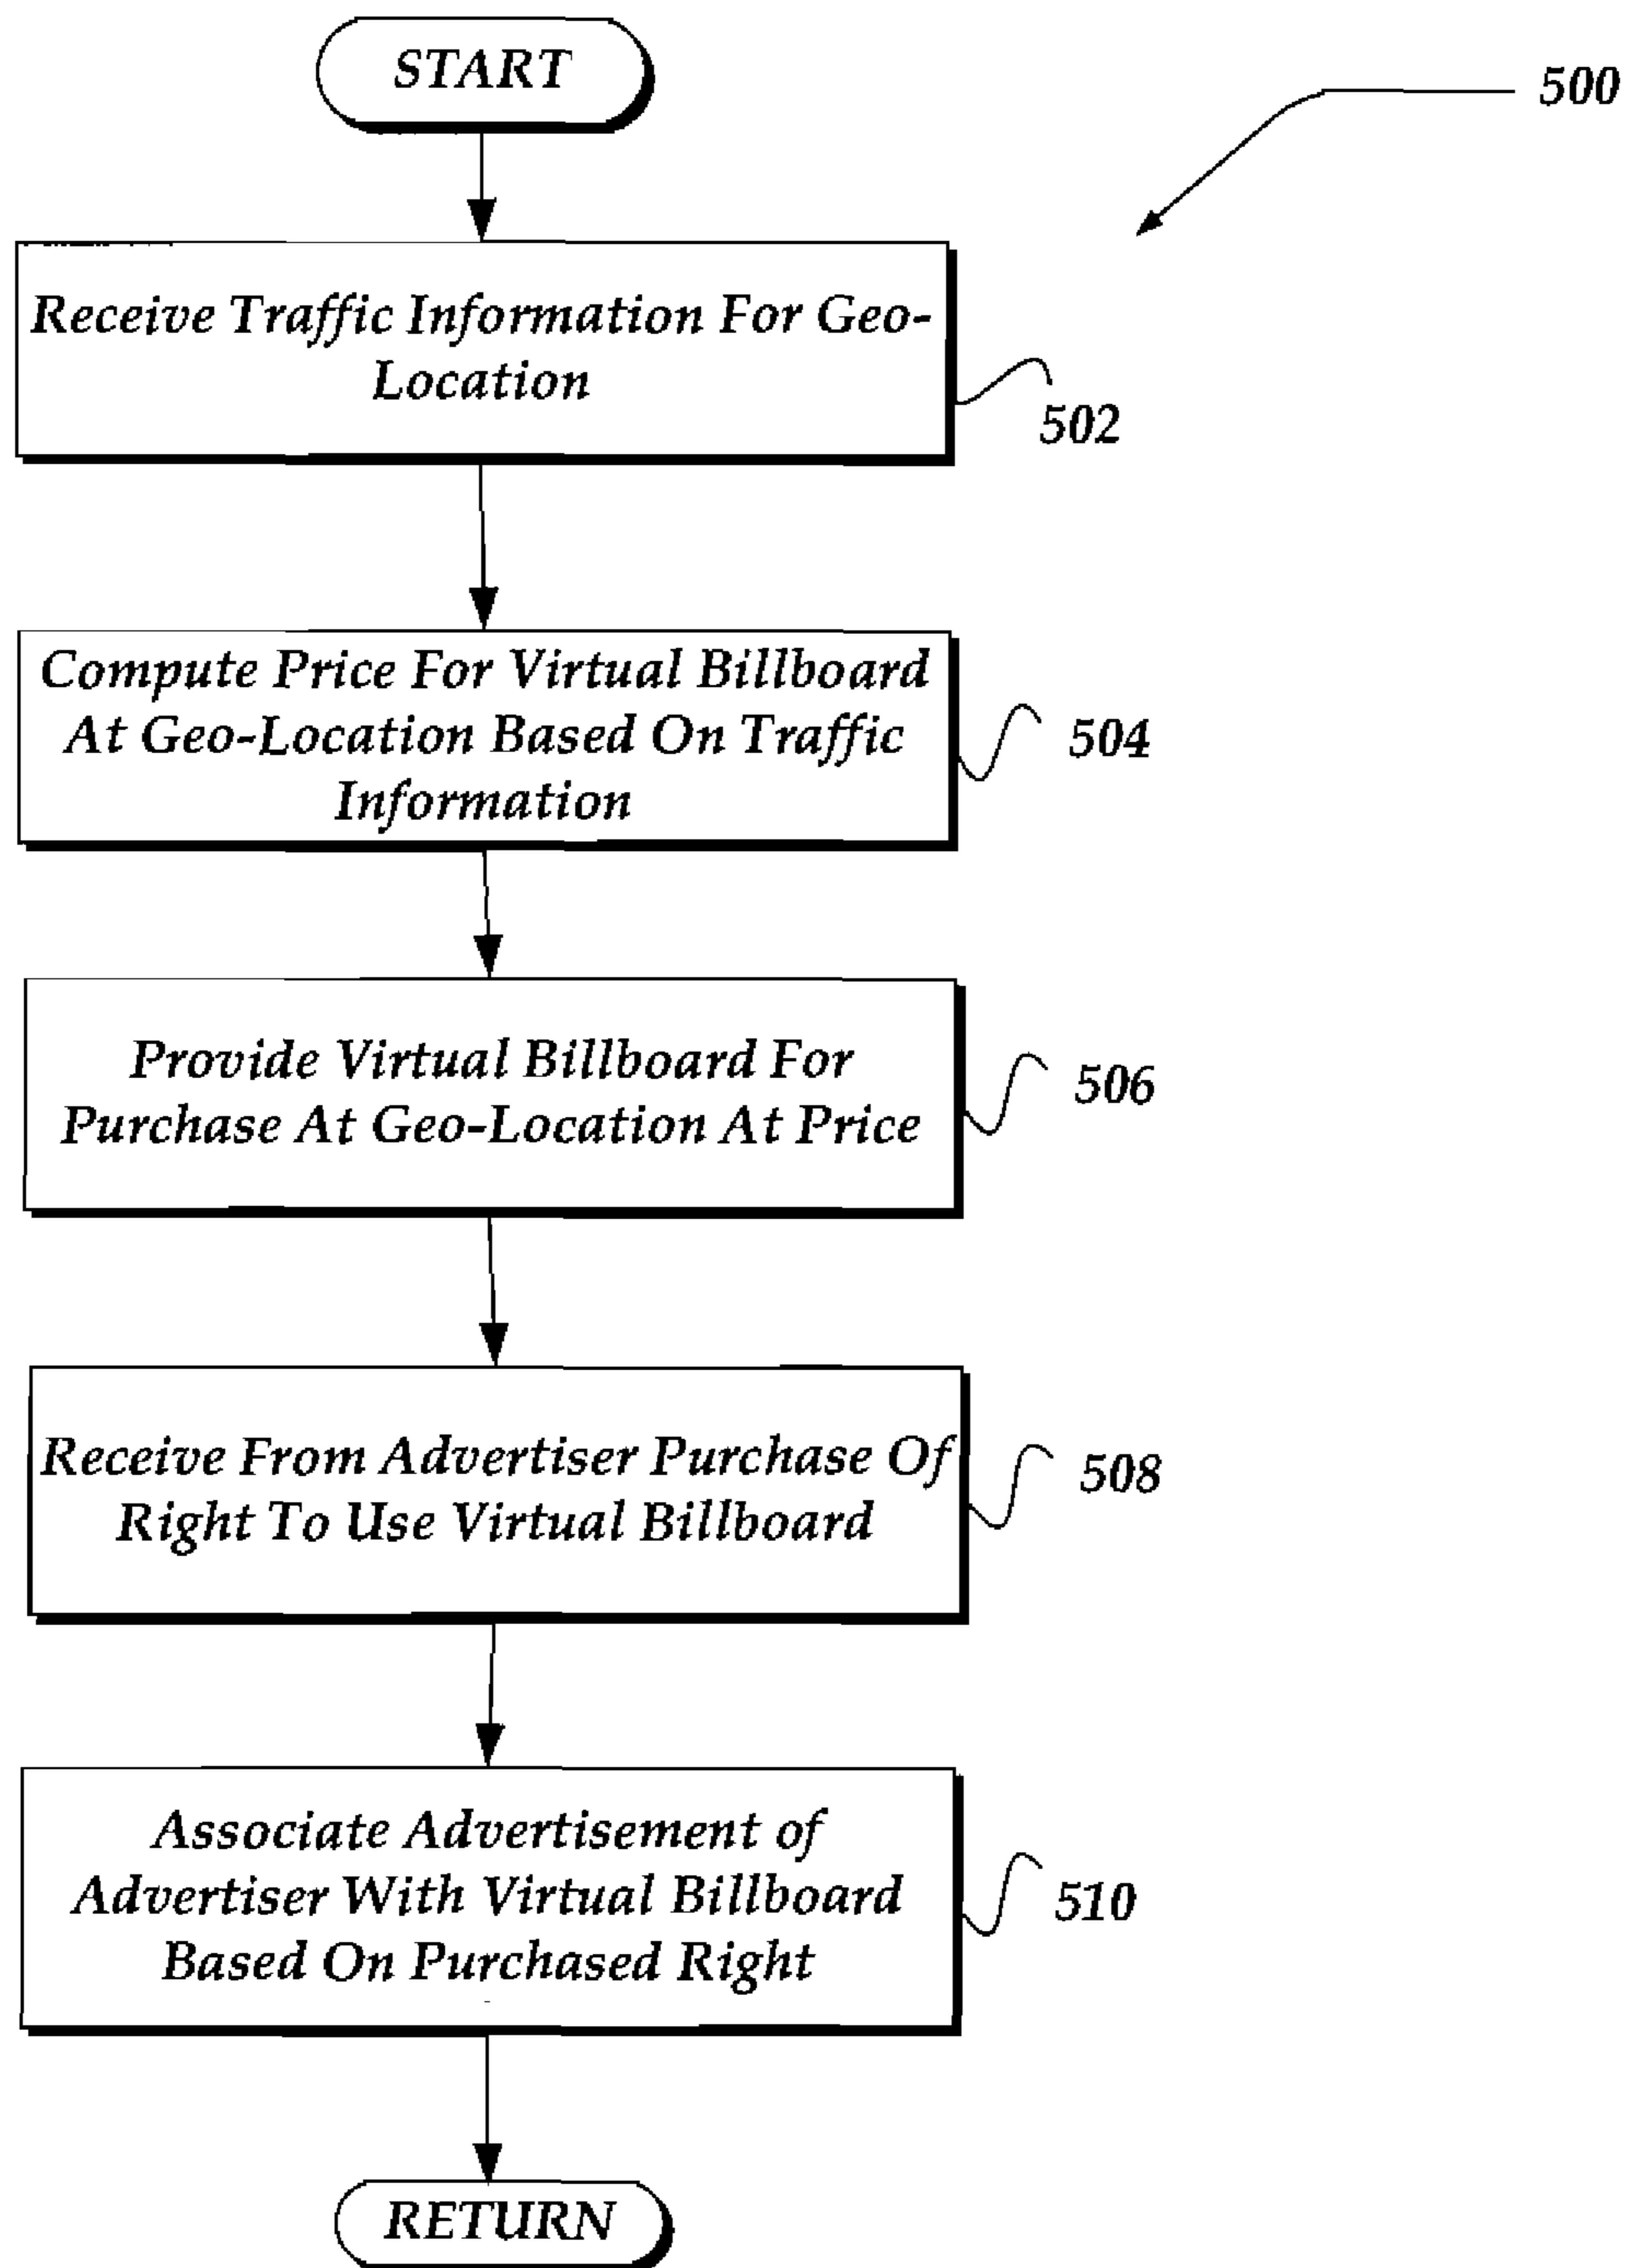 START
500
Receive Traffic Information For Geo-
Location
502
Compute Price For Virtual Billboard
At Geo-Location Based On Traffic
Information
504
Provide Virtual Billboard For
Purchase At Geo-Location At Price
506
Receive From Advertiser Purchase Of
Right To Use Virtual Billboard
508
Associate Advertisement of
Advertiser With Virtual Billboard
Based On Purchased Right
510
RETURN